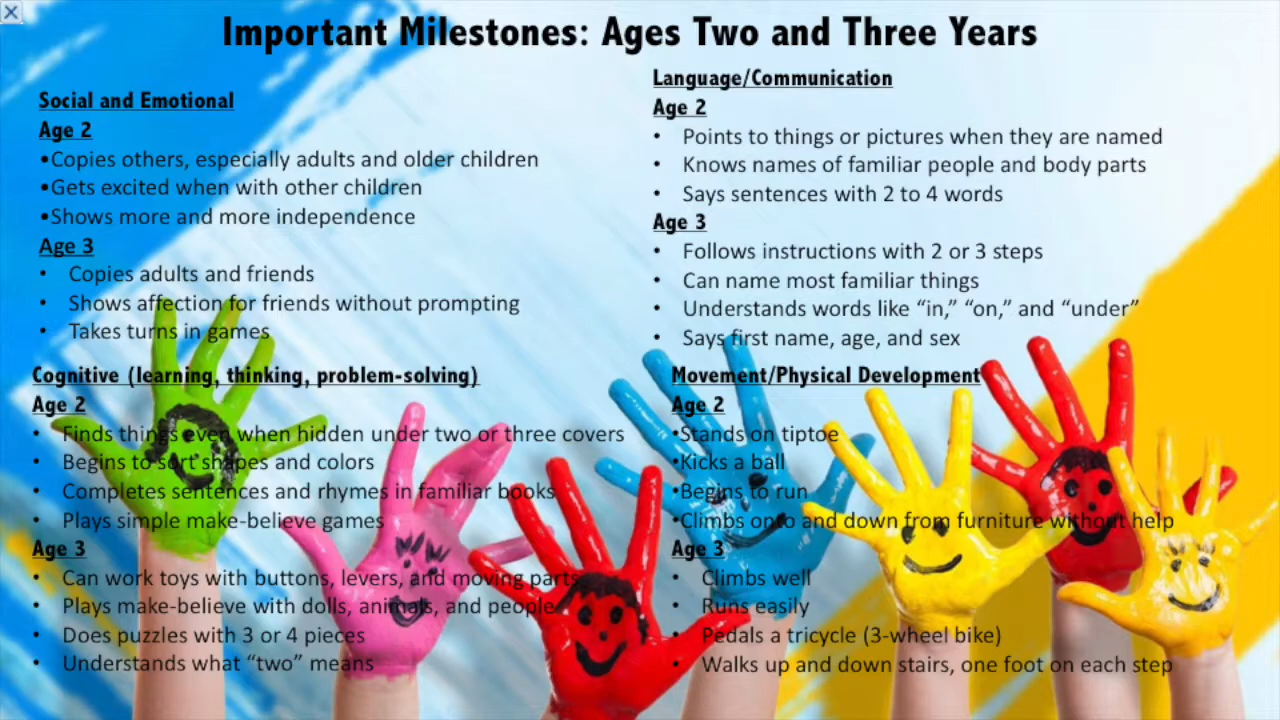 Important Milestones: Ages Two and Three Years
Social and Emotional
Age 2
•Copies others, especially adults and older children
•Gets excited when with other children
•Shows more and more independence
Age 3
• Copies adults and friends
• Shows affection for friends without prompting
• Takes turns in games
Cognitive (learning, thinking, problem-solving)
Age 2
• Finds things even when hidden under two or three covers
• Begins to sort shapes and colors
• Completes sentences and rhymes in familiar books
• Plays simple make-believe games
Age 3
• Can work toys with buttons, levers, and moving parts
• Plays make-believe with dolls, animals, and people
• Does puzzles with 3 or 4 pieces
• Understands what “two” means
Language/Communication
Age 2
• Points to things or pictures when they are named
• Knows names of familiar people and body parts
• Says sentences with 2 to 4 words
Age 3
• Follows instructions with 2 or 3 steps
• Can name most familiar things
• Understands words like “in,” “on,” and “under”
• Says first name, age, and sex
Movement/Physical Development
Age 2
•Stands on tiptoe
•Kicks a ball
•Begins to run
•Climbs onto and down from furniture without help
Age 3
• Climbs well
• Runs easily
• Pedals a tricycle (3-wheel bike)
• Walks up and down stairs, one foot on each step